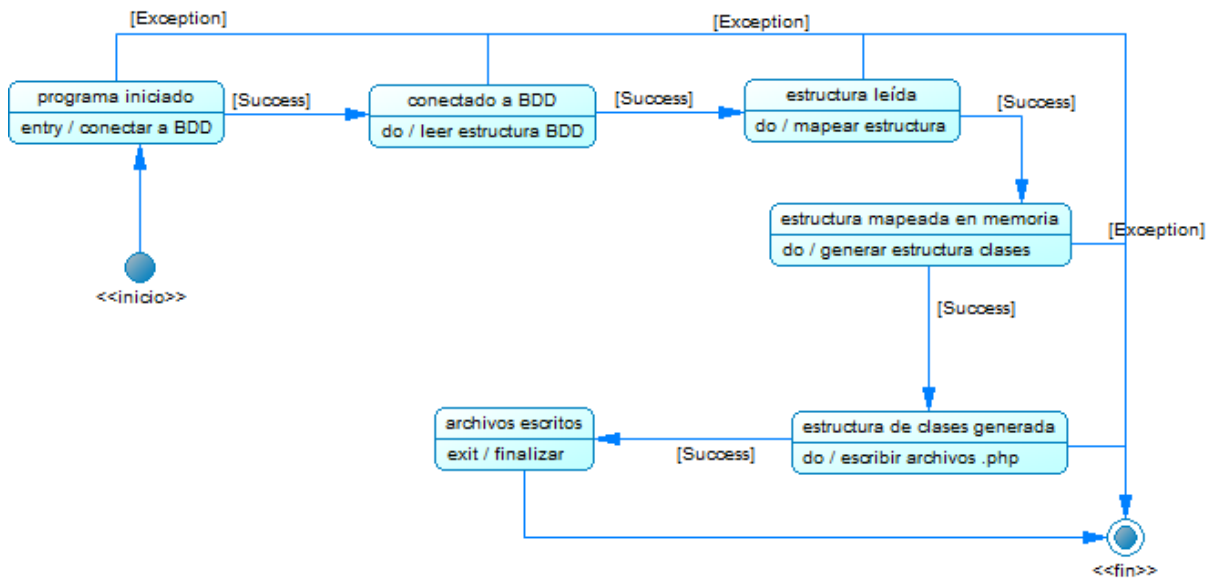 [Exception]
[Exception]
programa iniciado
entry / conectar a BDD
[Success]
conectado a BDD
do / leer estructura BDD
[Success]
estructura leída
do / mapear estructura
[Success]
estructura mapeada en memoria
do / generar estructura clases
[Exception]
<<inicio>>
[Success]
archivos escritos
exit / finalizar
[Success]
estructura de clases generada
do / escribir archivos .php
<<fin>>